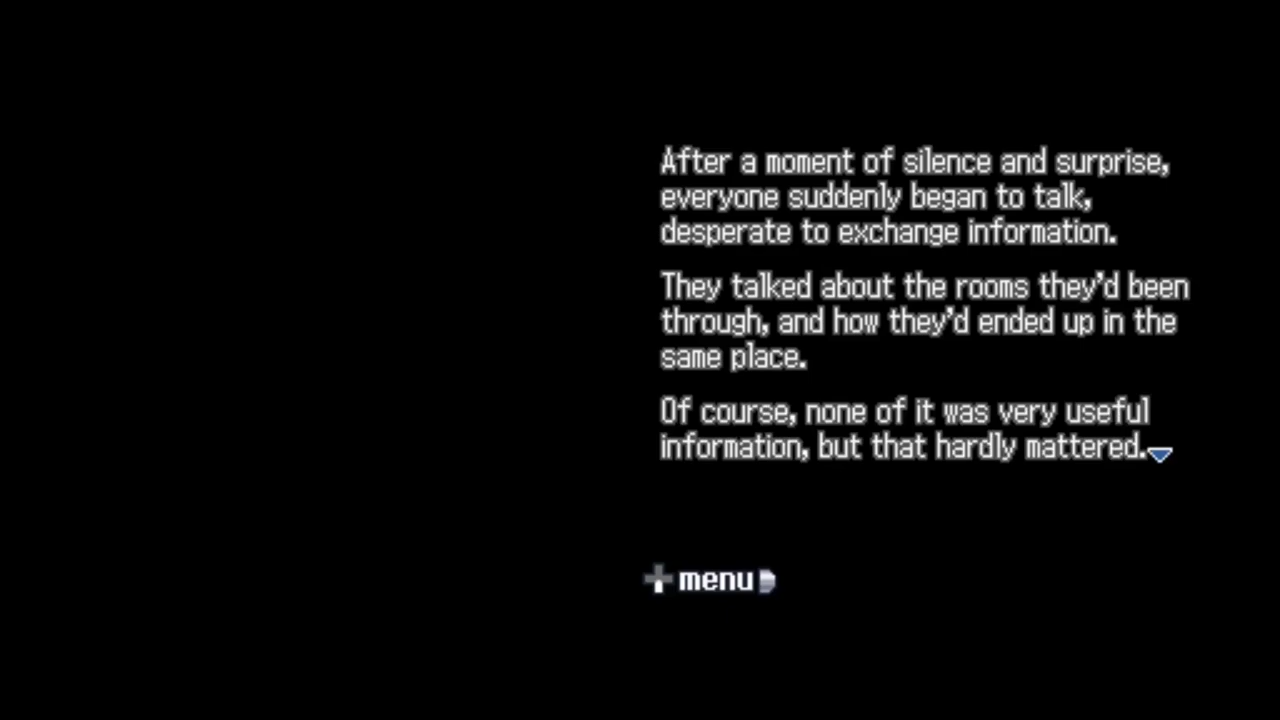 After a moment of silence and surprise,
everyone suddenly began to talk,
desperate to exchange information.
They talked about the rooms they'd been
through, and how they'd ended up in the
same place.
Of course, none of it was very useful
information, but that hardly mattered.
menu